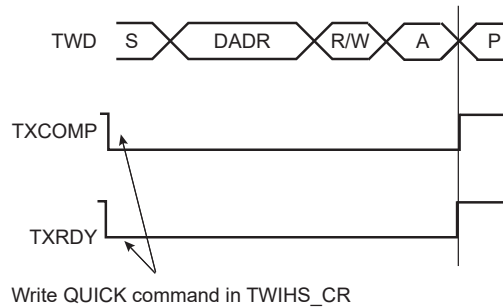 TWD S DADR R/W A P
TXCOMP
TXRDY
Write QUICK command in TWIHS_CR